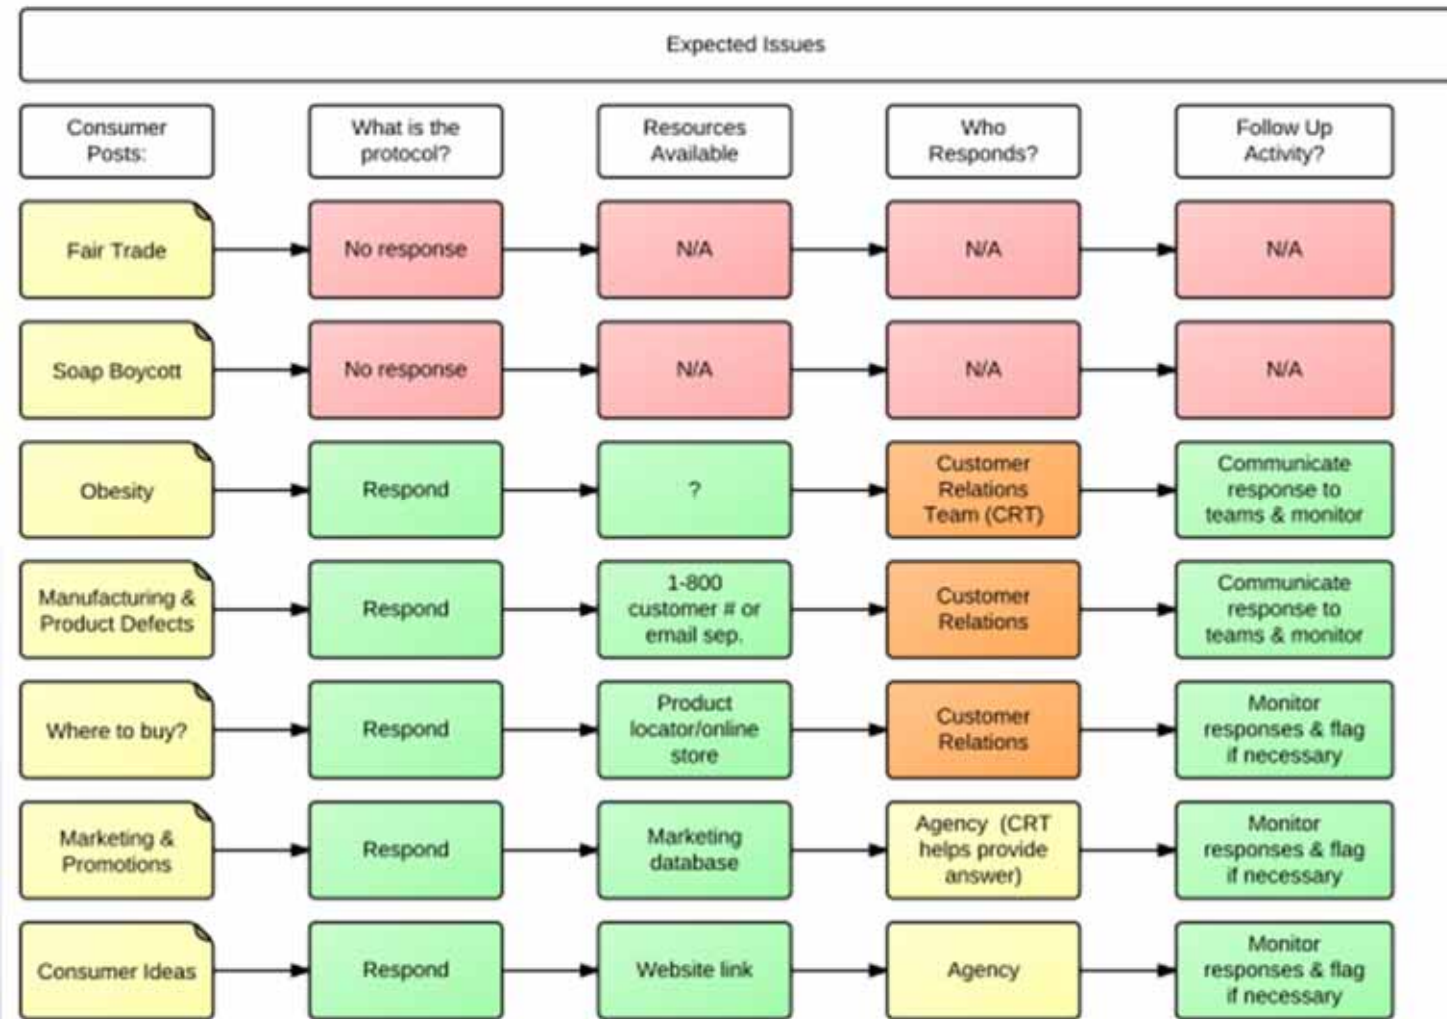 Expected Issues
Consumer
Posts:
What is the
protocol?
Resources
Available
Who
Responds?
Follow Up
Activity?
Fair Trade
No response
N/A
N/A
N/A
Soap Boycott
No response
N/A
N/A
N/A
Obesity
Respond
?
Customer
Relations
Team (CRT)
Communicate
response to
teams & monitor
Manufacturing &
Product Defects
Respond
1-800
customer # or
email sep.
Customer
Relations
Communicate
response to
teams & monitor
Where to buy?
Respond
Product
locator/online
store
Customer
Relations
Monitor
responses & flag
if necessary
Marketing &
Promotions
Respond
Marketing
database
Agency (CRT
helps provide
answer)
Monitor
responses & flag
if necessary
Consumer Ideas
Respond
Website link
Agency
Monitor
responses & flag
if necessary